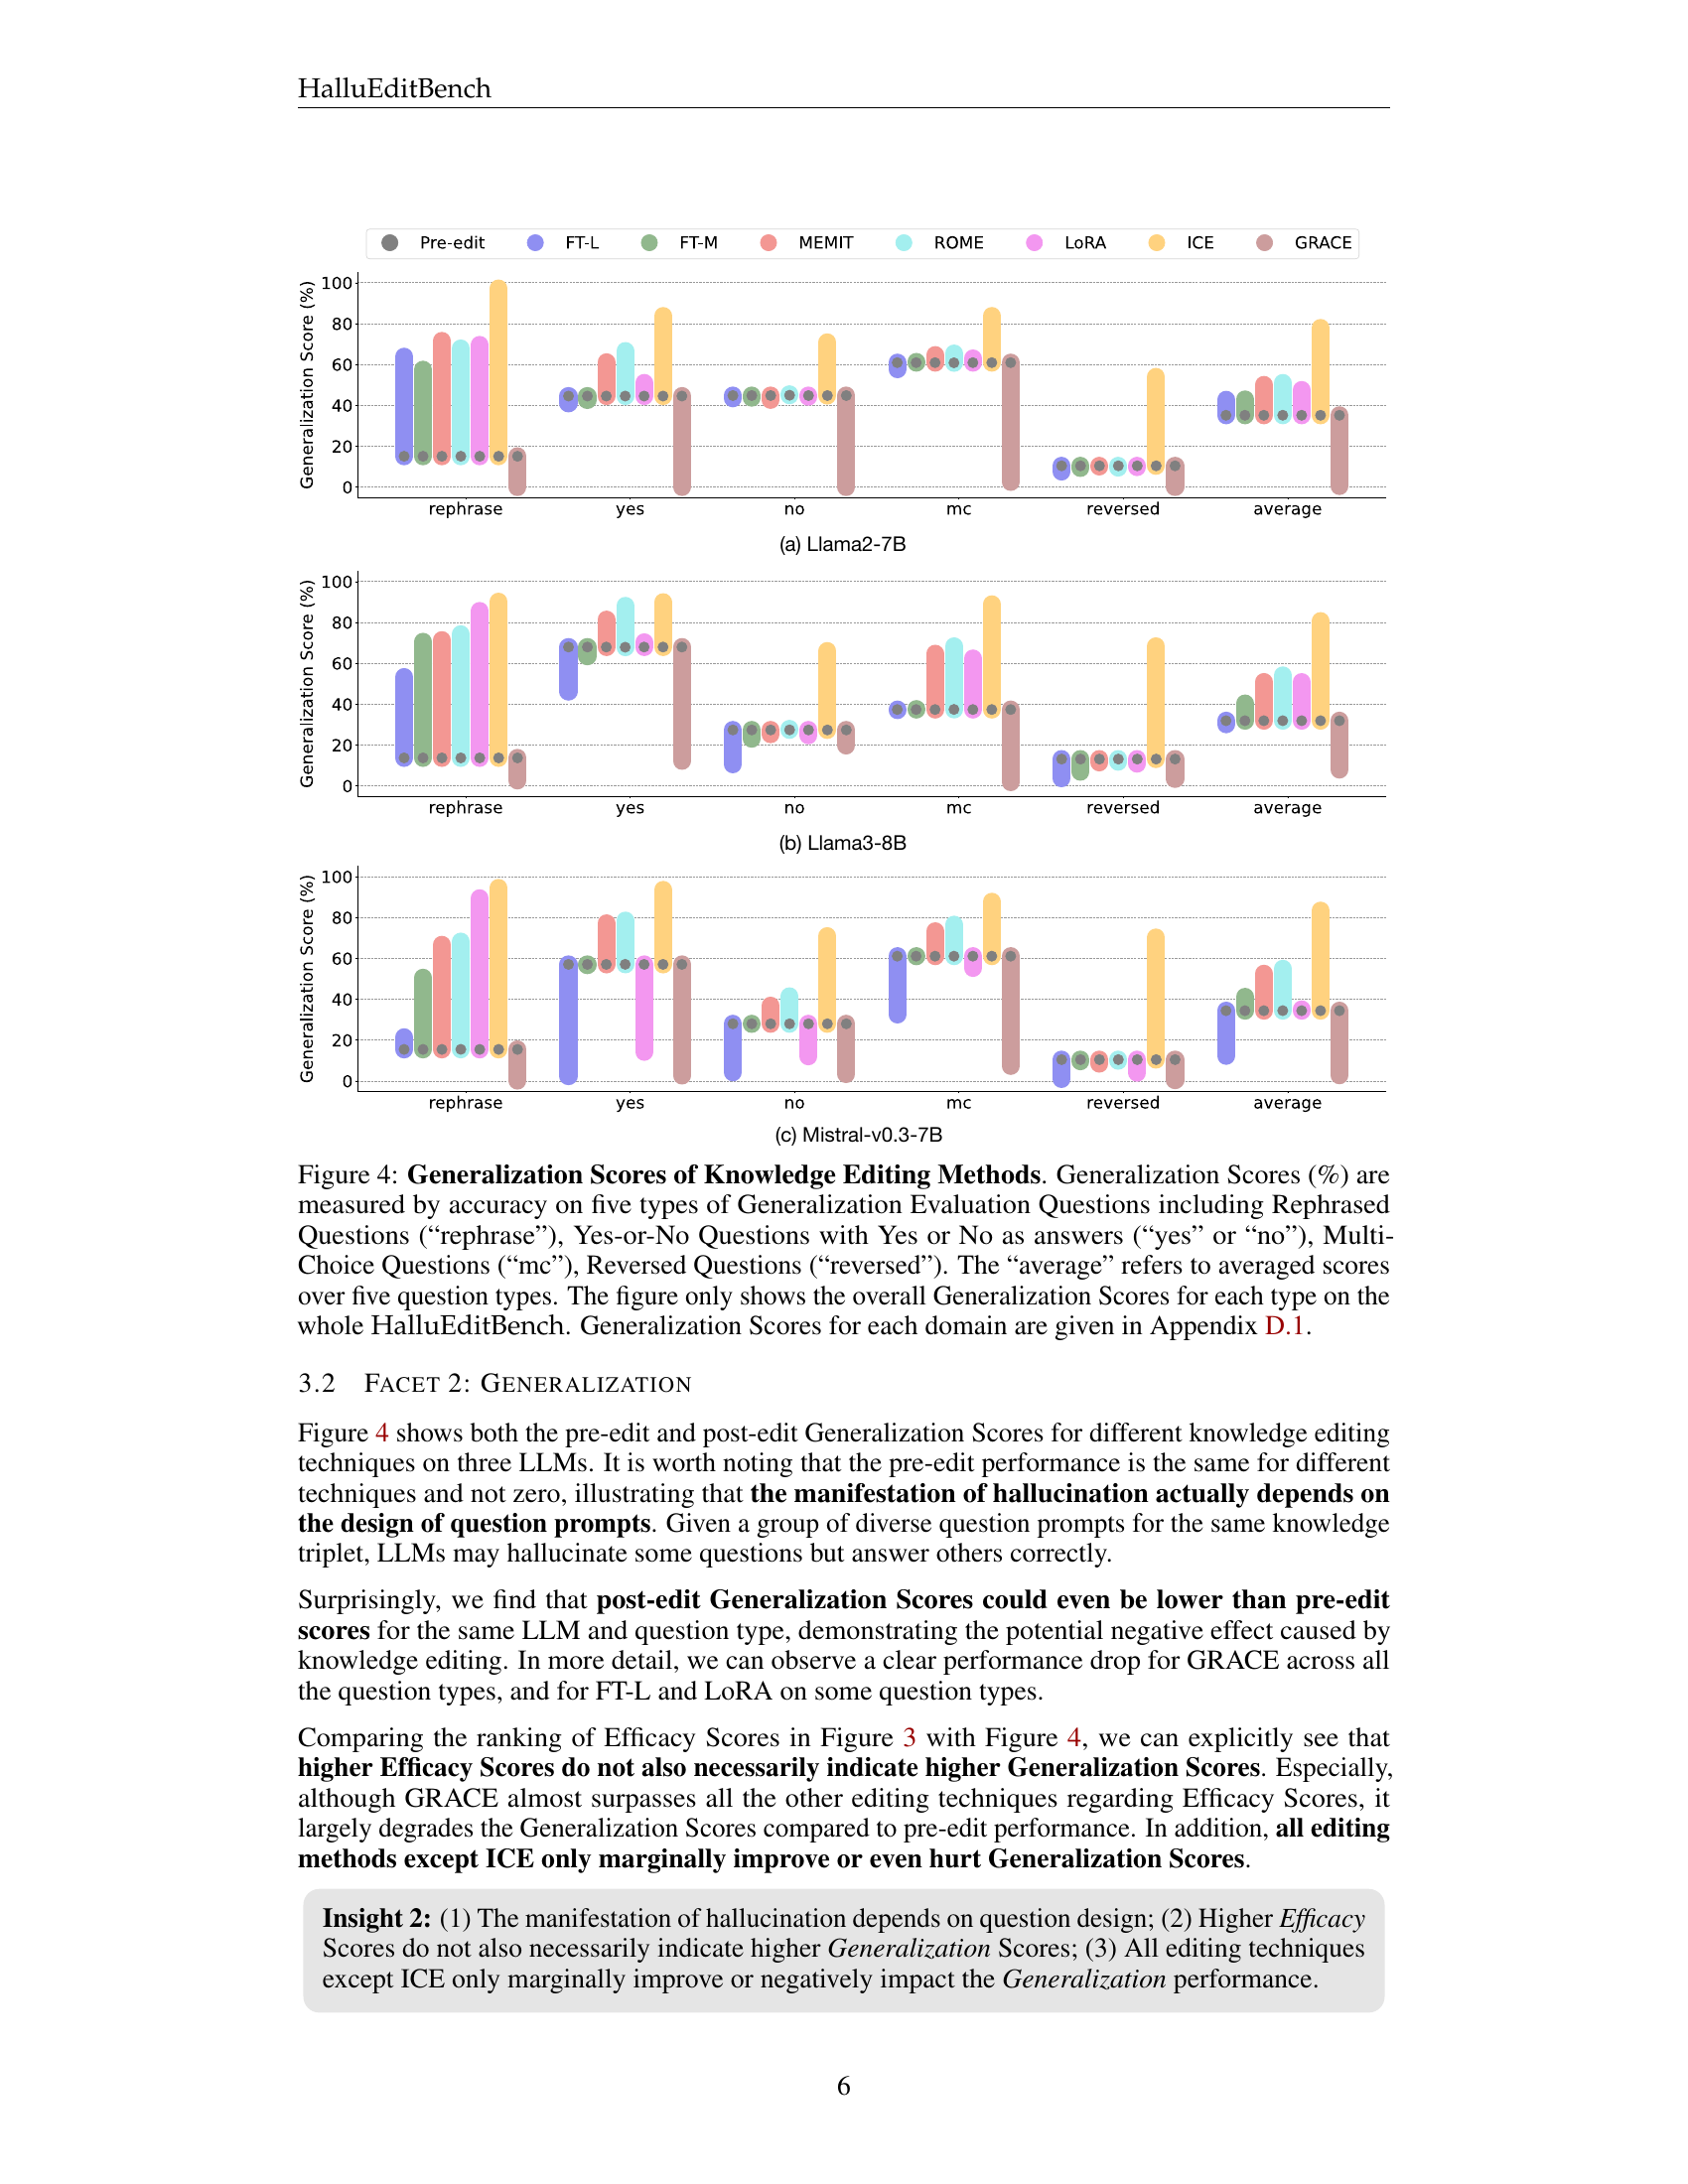 HalluEditBench
Pre-edit FT-L FT-M MEMIT ROME LoRA ICE GRACE
Generalization Score (%)
100
80
60
40
20
0
rephrase yes no mc reversed average
(a) Llama2-7B
Generalization Score (%)
100
80
60
40
20
0
rephrase yes no mc reversed average
(b) Llama3-8B
Generalization Score (%)
100
80
60
40
20
0
rephrase yes no mc reversed average
(c) Mistral-v0.3-7B
Figure 4: Generalization Scores of Knowledge Editing Methods. Generalization Scores (%) are
measured by accuracy on five types of Generalization Evaluation Questions including Rephrased
Questions (“rephrase”), Yes-or-No Questions with Yes or No as answers (“yes” or “no”), Multi-
Choice Questions (“mc”), Reversed Questions (“reversed”). The “average” refers to averaged scores
over five question types. The figure only shows the overall Generalization Scores for each type on the
whole HalluEditBench. Generalization Scores for each domain are given in Appendix D.1.
3.2 FACET 2: GENERALIZATION
Figure 4 shows both the pre-edit and post-edit Generalization Scores for different knowledge editing
techniques on three LLMs. It is worth noting that the pre-edit performance is the same for different
techniques and not zero, illustrating that the manifestation of hallucination actually depends on
the design of question prompts. Given a group of diverse question prompts for the same knowledge
triplet, LLMs may hallucinate some questions but answer others correctly.
Surprisingly, we find that post-edit Generalization Scores could even be lower than pre-edit
scores for the same LLM and question type, demonstrating the potential negative effect caused by
knowledge editing. In more detail, we can observe a clear performance drop for GRACE across all
the question types, and for FT-L and LoRA on some question types.
Comparing the ranking of Efficacy Scores in Figure 3 with Figure 4, we can explicitly see that
higher Efficacy Scores do not also necessarily indicate higher Generalization Scores. Especially,
although GRACE almost surpasses all the other editing techniques regarding Efficacy Scores, it
largely degrades the Generalization Scores compared to pre-edit performance. In addition, all editing
methods except ICE only marginally improve or even hurt Generalization Scores.
Insight 2: (1) The manifestation of hallucination depends on question design; (2) Higher Efficacy
Scores do not also necessarily indicate higher Generalization Scores; (3) All editing techniques
except ICE only marginally improve or negatively impact the Generalization performance.
6